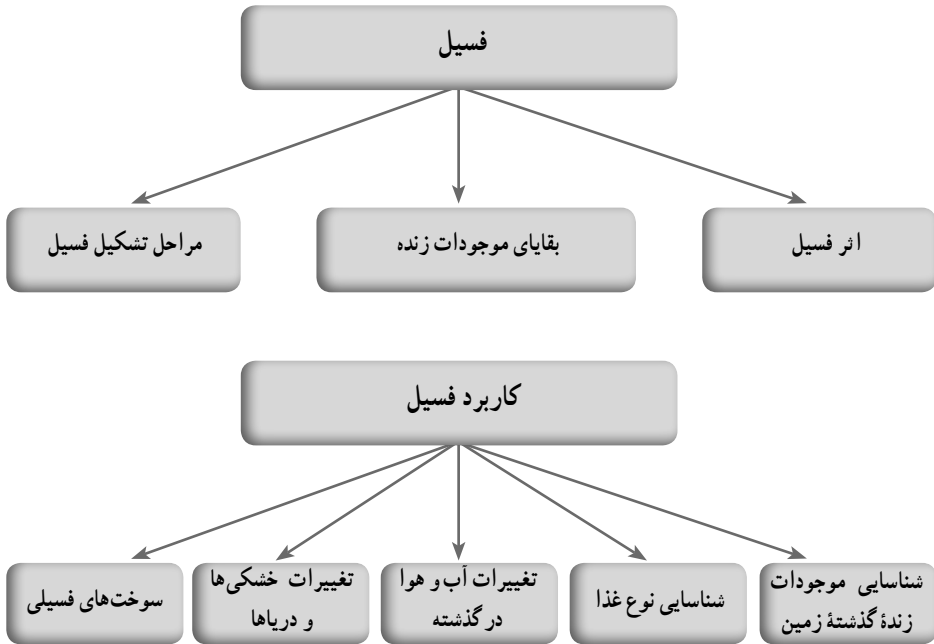 فسیل
اثر فسیل
بقایای موجودات زنده
مراحل تشکیل فسیل
کاربرد فسیل
شناسایی موجودات
زندهٔ گذشتهٔ زمین
شناسایی نوع غذا
تغییرات آب و هوا
در گذشته
تغییرات خشکی‌ها
و دریاها
سوخت‌های فسیلی